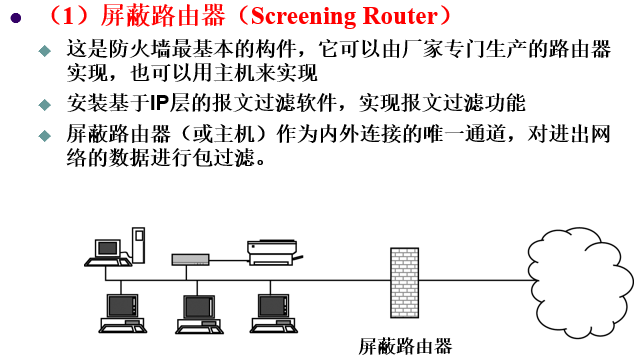 （1）屏蔽路由器（Screening Router）
这是防火墙最基本的构件，它可以由厂家专门生产的路由器
实现，也可以用主机来实现
安装基于IP层的报文过滤软件，实现报文过滤功能
屏蔽路由器（或主机）作为内外连接的唯一通道，对进出网
络的数据进行包过滤。
屏蔽路由器